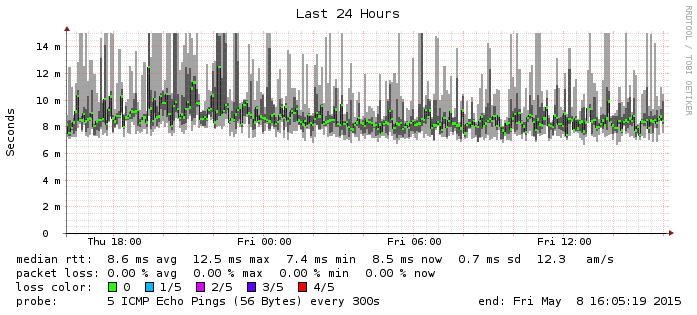 Last 24 Hours
RRDTOOL / TOBI OETIKER
Seconds
14 m
12 m
10 m
8 m
6 m
4 m
2 m
0
Thu 18:00 Fri 00:00 Fri 06:00 Fri 12:00
median rtt: 8.6 ms avg 12.5 ms max 7.4 ms min 8.5 ms now 0.7 ms sd 12.3 am/s
packet loss: 0.00 % avg 0.00 % max 0.00 % min 0.00 % now
loss color: 0 1/5 2/5 3/5 4/5
probe: 5 ICMP Echo Pings (56 Bytes) every 300s end: Fri May 8 16:05:19 2015